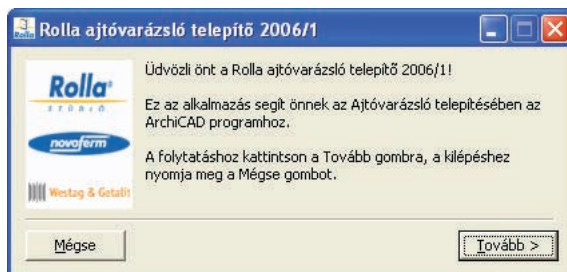 Rolla ajtóvarázsló telepítő 2006/1
Rolla
STÚDIÓ
novoferm
Westag & Getalit
Üdvözli önt a Rolla ajtóvarázsló telepítő 2006/1!
Ez az alkalmazás segít önnek az Ajtóvarázsló telepítésében az
ArchiCAD programhoz.
A folytatáshoz kattintson a Tovább gombra, a kilépéshez
nyomja meg a Mégse gombot.
Mégse
Tovább >